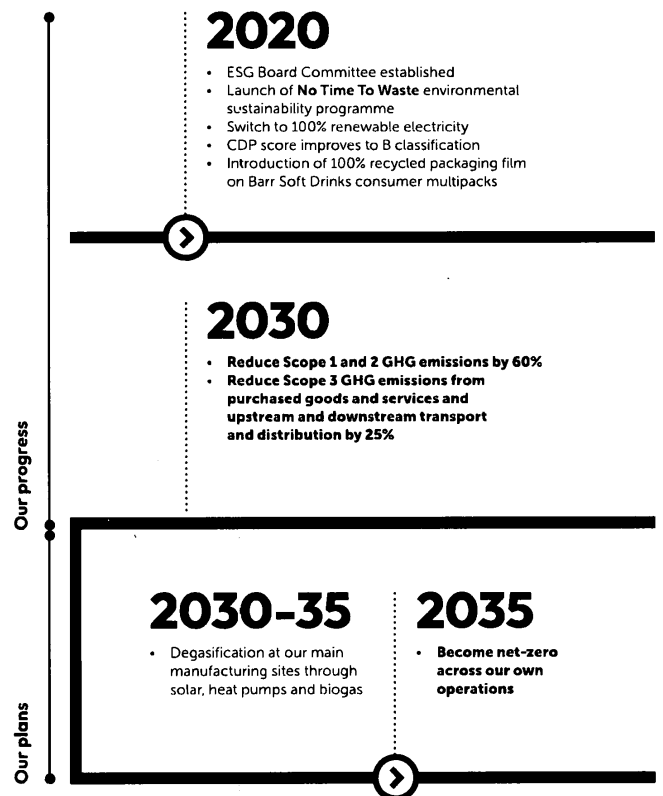 2020
• ESG Board Committee established
• Launch of No Time To Waste environmental
sustainability programme
• Switch to 100% renewable electricity
• CDP score improves to B classification
• Introduction of 100% recycled packaging film
on Barr Soft Drinks consumer multipacks
2030
• Reduce Scope 1 and 2 GHG emissions by 60%
• Reduce Scope 3 GHG emissions from
purchased goods and services and
upstream and downstream transport
and distribution by 25%
Our progress
2030-35
• Degasification at our main
manufacturing sites through
solar, heat pumps and biogas
2035
• Become net-zero
across our own
operations
Our plans